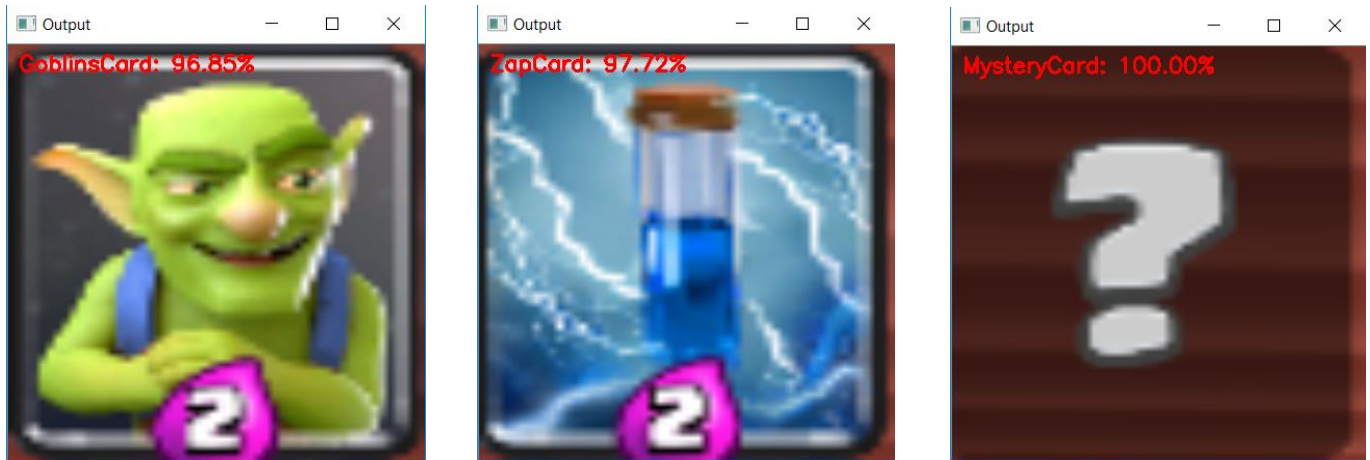 Output
GoblinsCard: 96.85%
2
Output
ZapCard: 97.72%
2
Output
MysteryCard: 100.00%
?